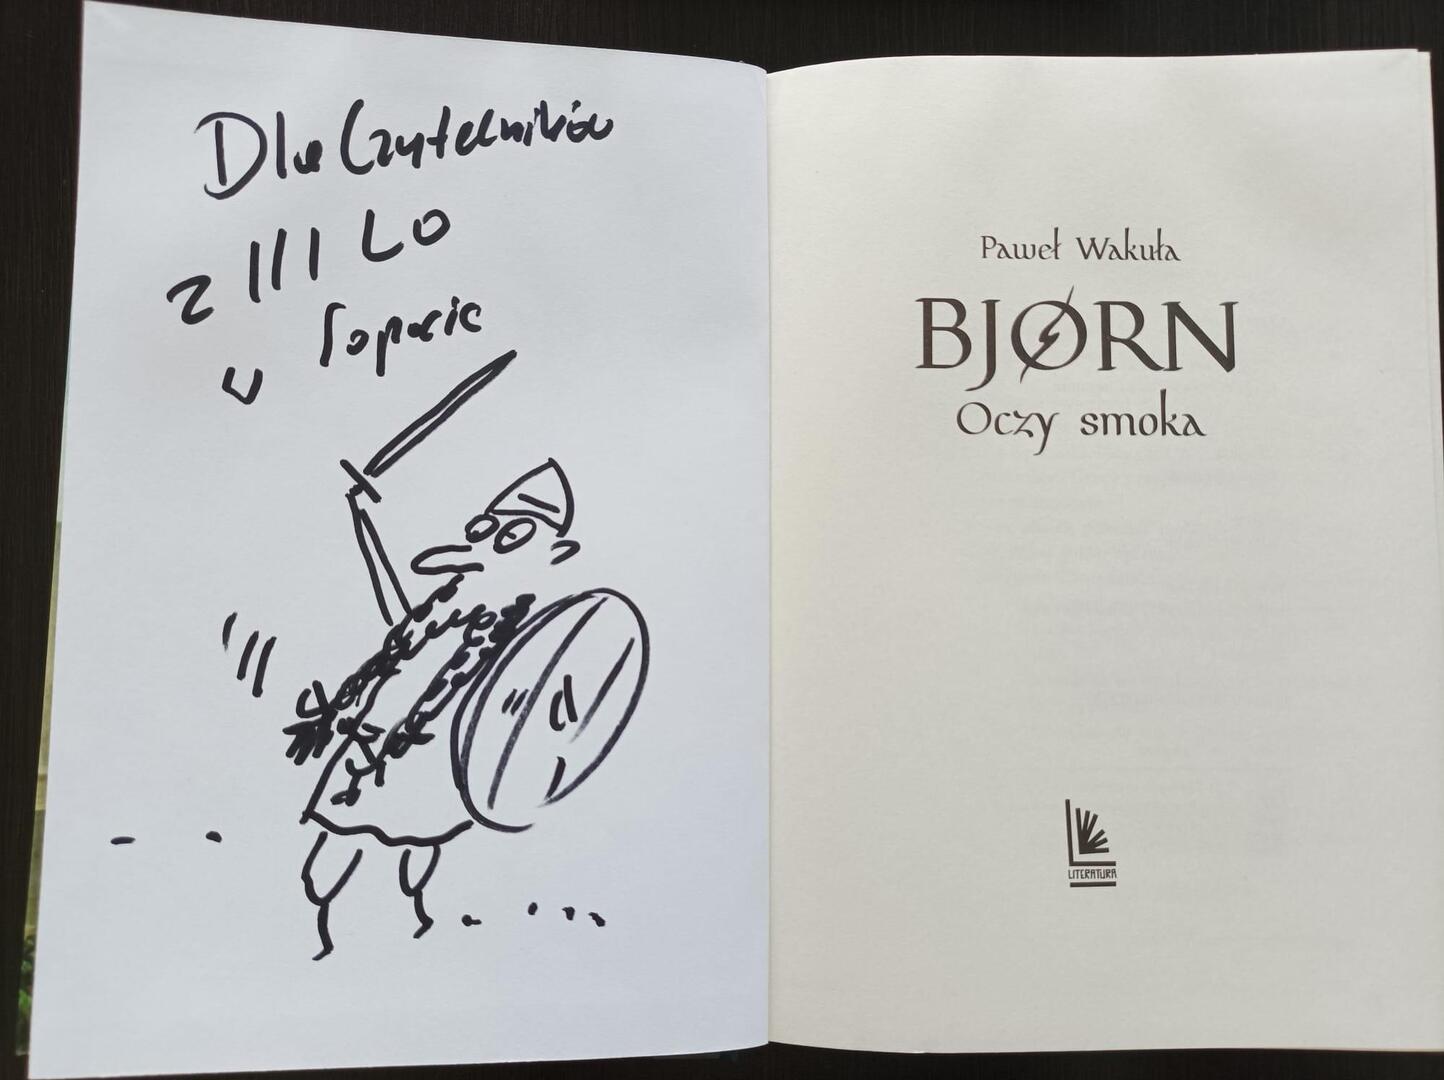 Dla Czytelników
z III LO
w Sopocie
Paweł Wakuła
BJØRN
Oczy smoka
LITERATURA